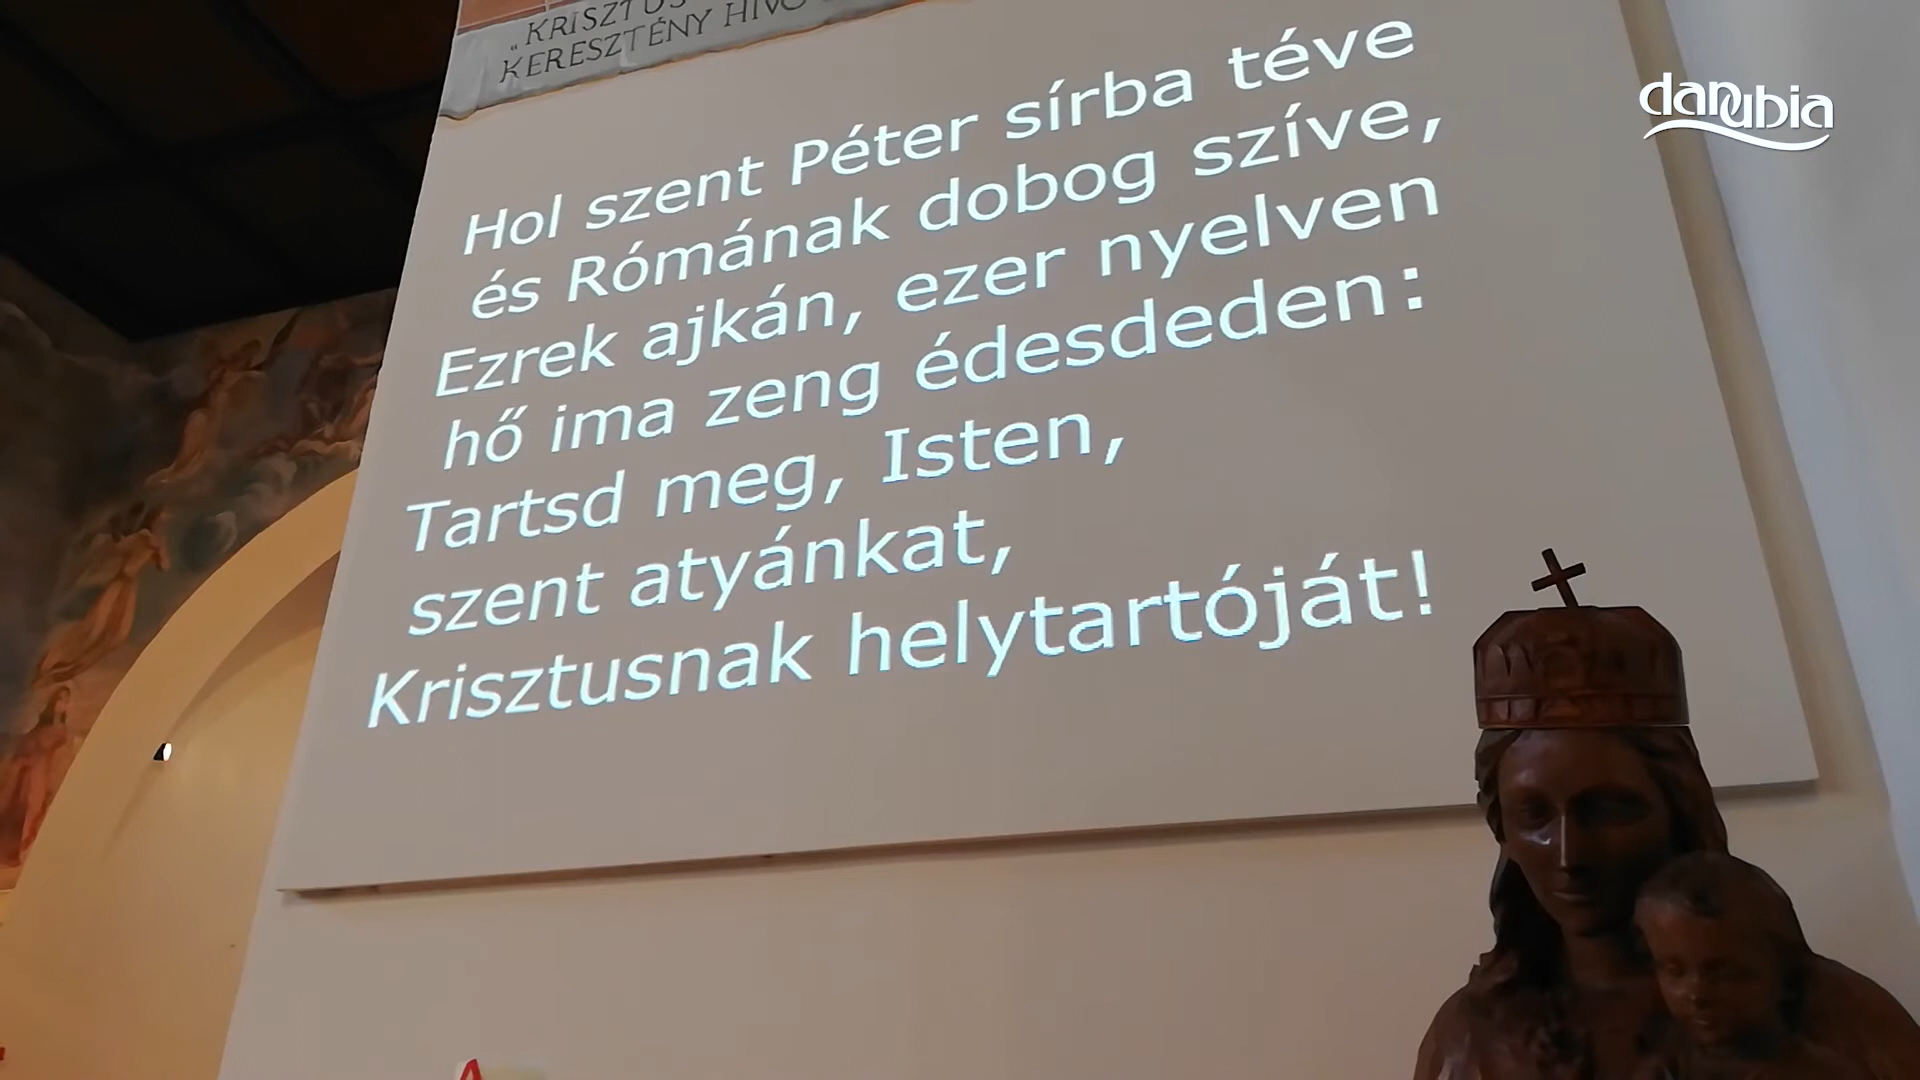 „KRISZTUS
KERESZTÉNY HÍVŐ
Hol szent Péter sírba téve
és Rómának dobog szíve,
Ezrek ajkán, ezer nyelven
hő ima zeng édesdeden:
Tartsd meg, Isten,
szent atyánkat,
Krisztusnak helytartóját!
danubia